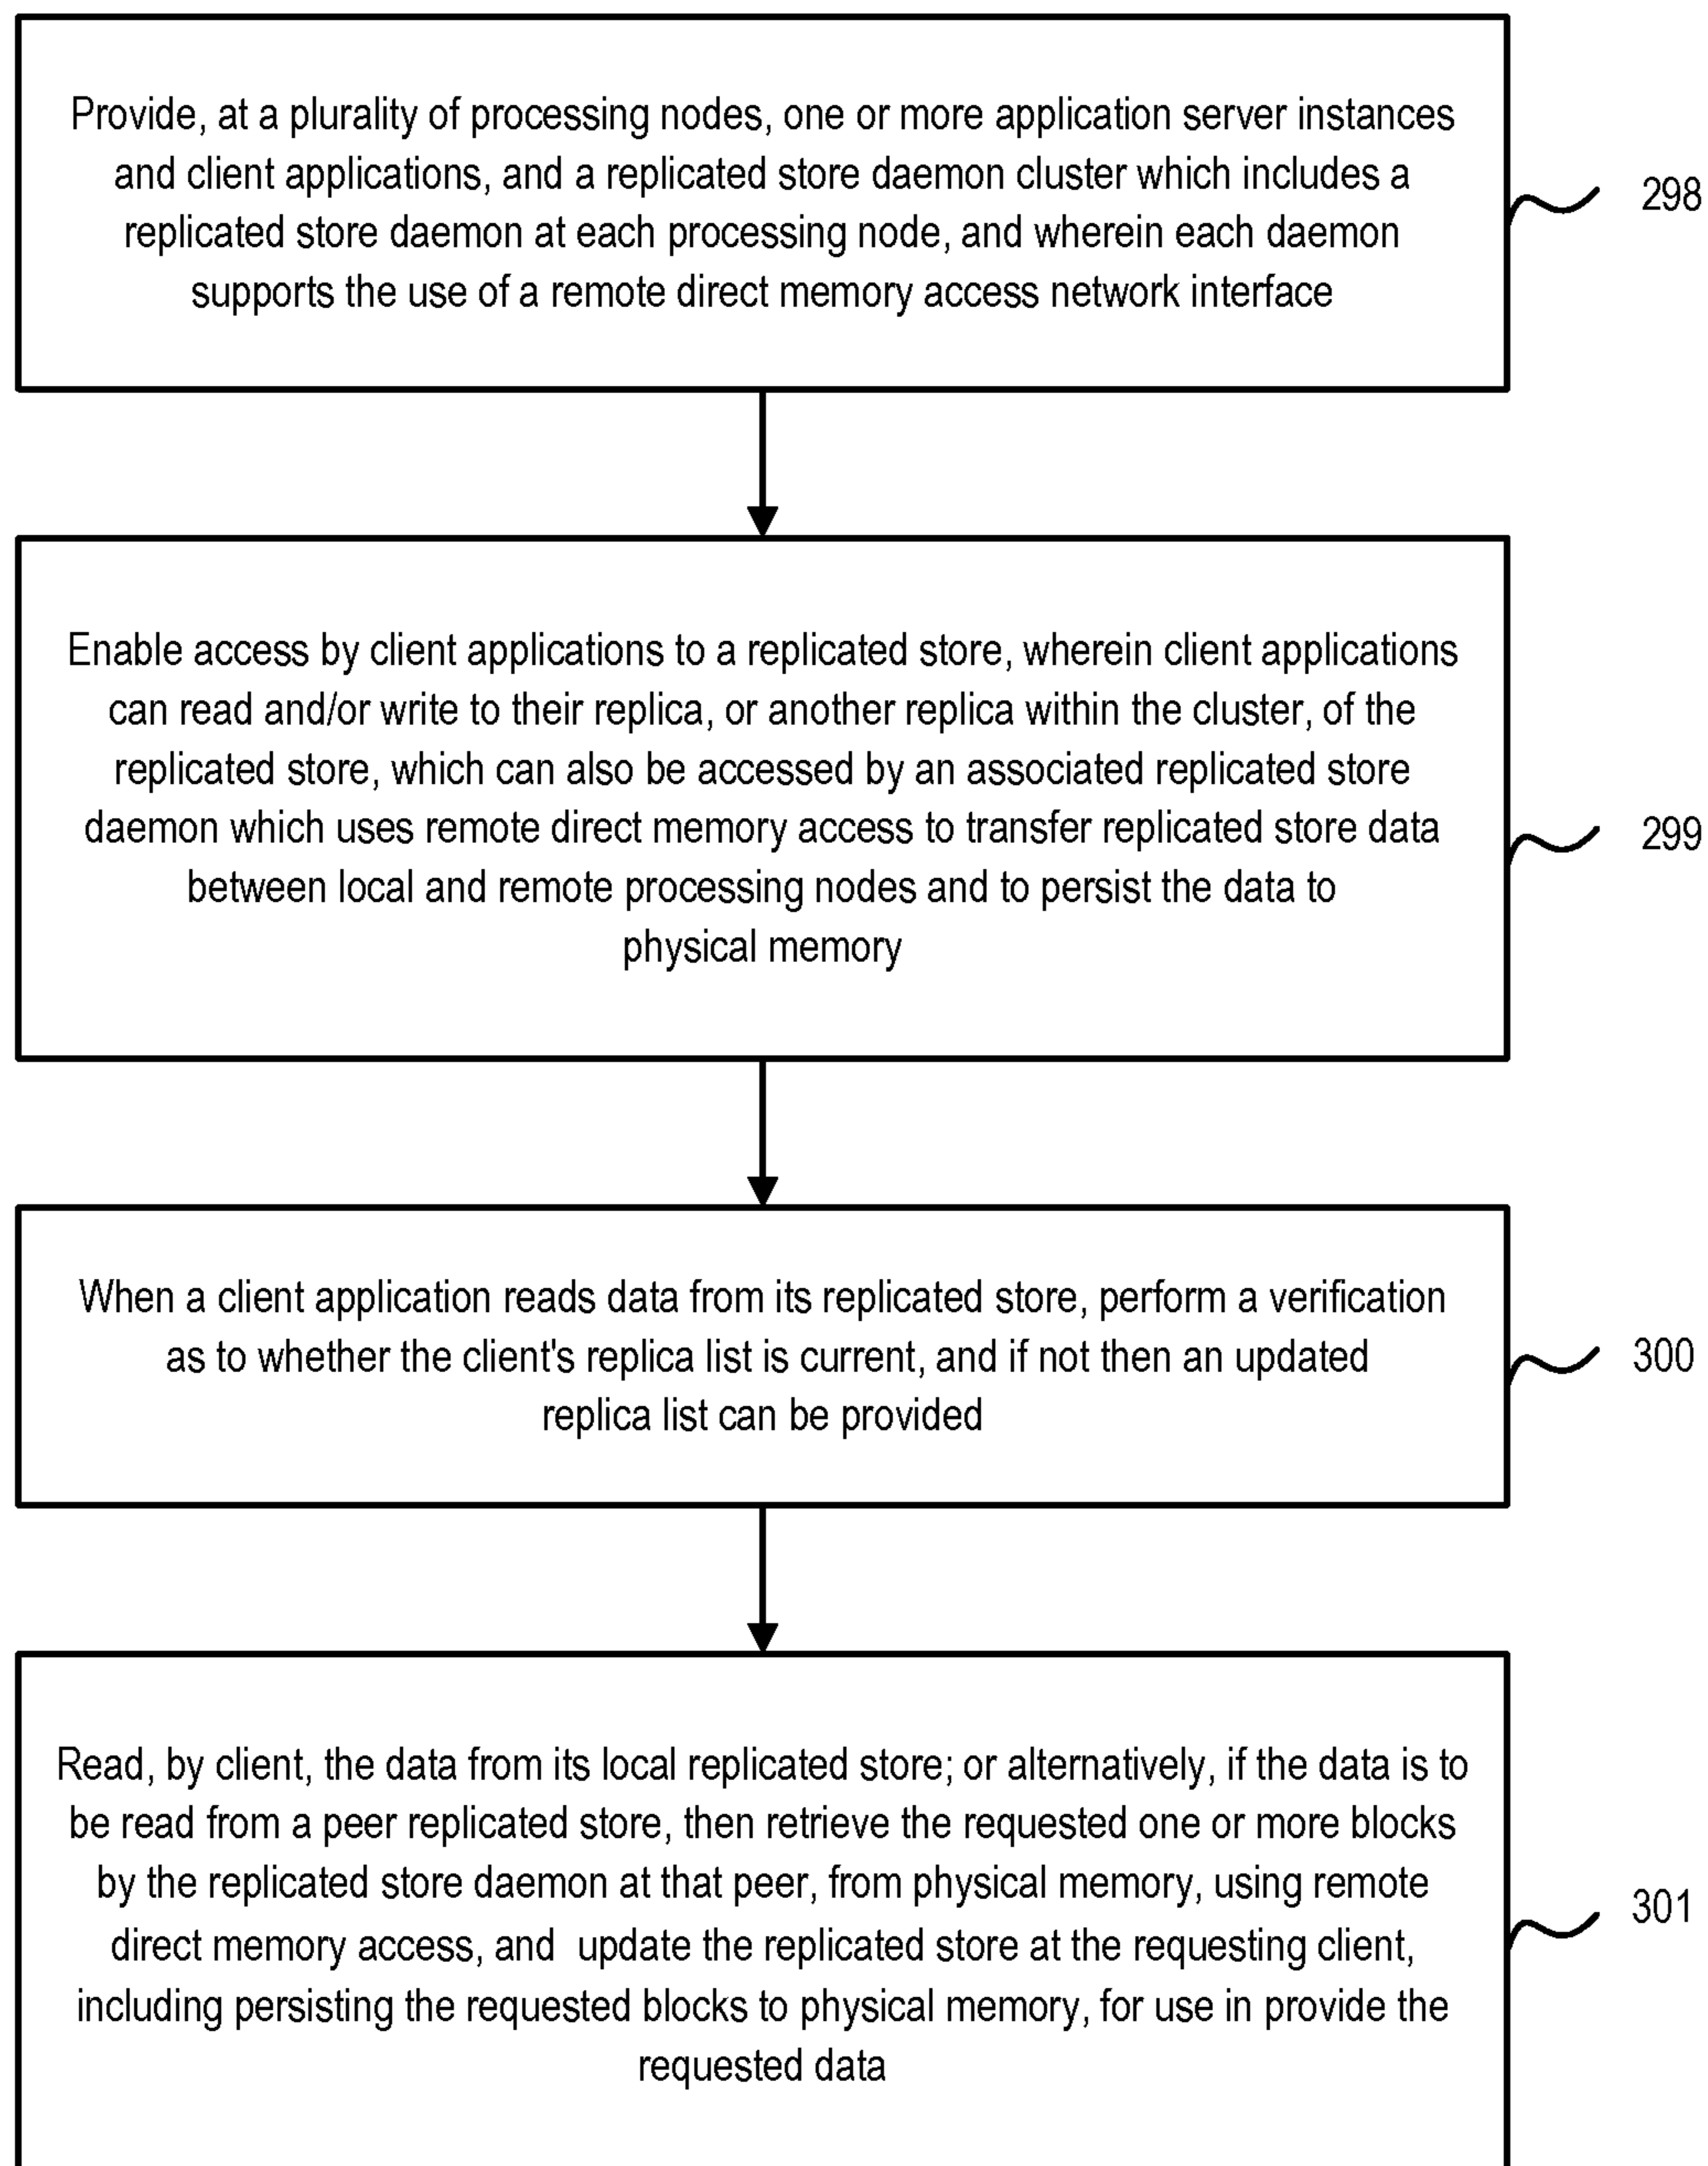 Provide, at a plurality of processing nodes, one or more application server instances
and client applications, and a replicated store daemon cluster which includes a
replicated store daemon at each processing node, and wherein each daemon
supports the use of a remote direct memory access network interface
298
Enable access by client applications to a replicated store, wherein client applications
can read and/or write to their replica, or another replica within the cluster, of the
replicated store, which can also be accessed by an associated replicated store
daemon which uses remote direct memory access to transfer replicated store data
between local and remote processing nodes and to persist the data to
physical memory
299
When a client application reads data from its replicated store, perform a verification
as to whether the client's replica list is current, and if not then an updated
replica list can be provided
300
Read, by client, the data from its local replicated store; or alternatively, if the data is to
be read from a peer replicated store, then retrieve the requested one or more blocks
by the replicated store daemon at that peer, from physical memory, using remote
direct memory access, and  update the replicated store at the requesting client,
including persisting the requested blocks to physical memory, for use in provide the
requested data
301